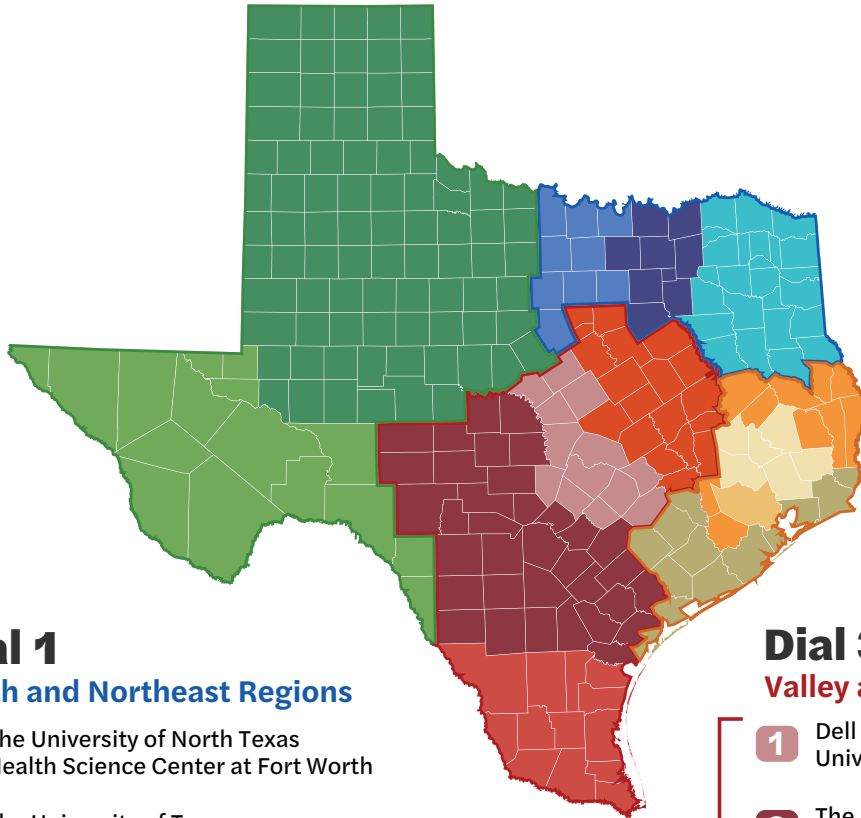 al 1
h and Northeast Regions
he University of North Texas
Health Science Center at Fort Worth
Dial 3
Valley a
1
Dell
Univ
The